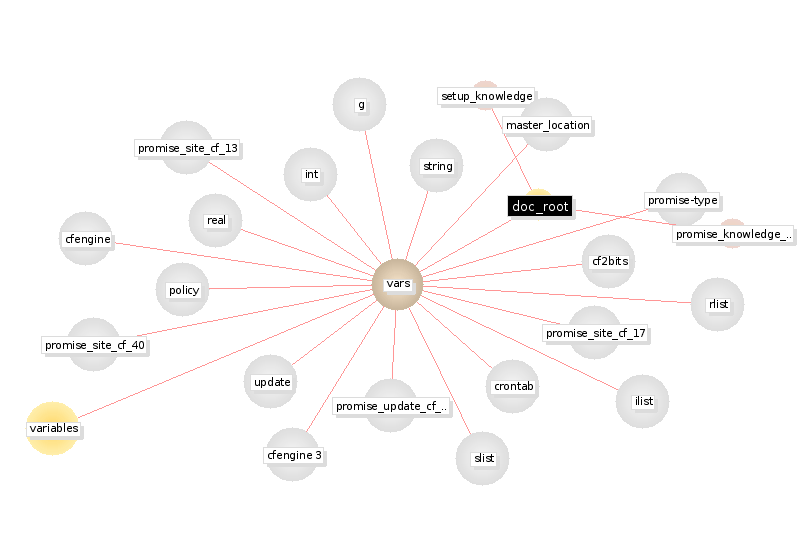 setup_knowledge
g
master_location
promise_site_cf_13
string
int
promise-type
doc_root
real
promise_knowledge_..
cfengine
cf2bits
vars
policy
rlist
promise_site_cf_17
promise_site_cf_40
update
crontab
ilist
promise_update_cf_..
variables
cfengine 3
slist